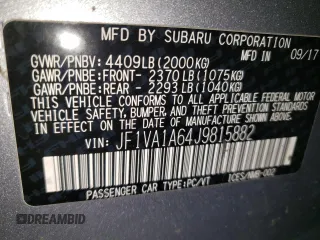 MFD BY SUBARU CORPORATION 09/17
GVWR/PNBV: 4409LB(2000KG)
GAWR/PNBE:FRONT- 2370LB(1075KG)
GAWR/PNBE:REAR - 2293LB(1040KG)
THIS VEHICLE CONFORMS TO ALL APPLICABLE FEDERAL
MOTOR VEHICLE SAFETY, BUMPER, AND THEFT PREVENTION
STANDARDS IN EFFECT ON THE DATE OF MANUFACTURE
SHOWN ABOVE.
VIN: JF1VA1A64J9815882
PASSENGER CAR TYPE:PC/VT ICES/NMB-002
DREAMBID